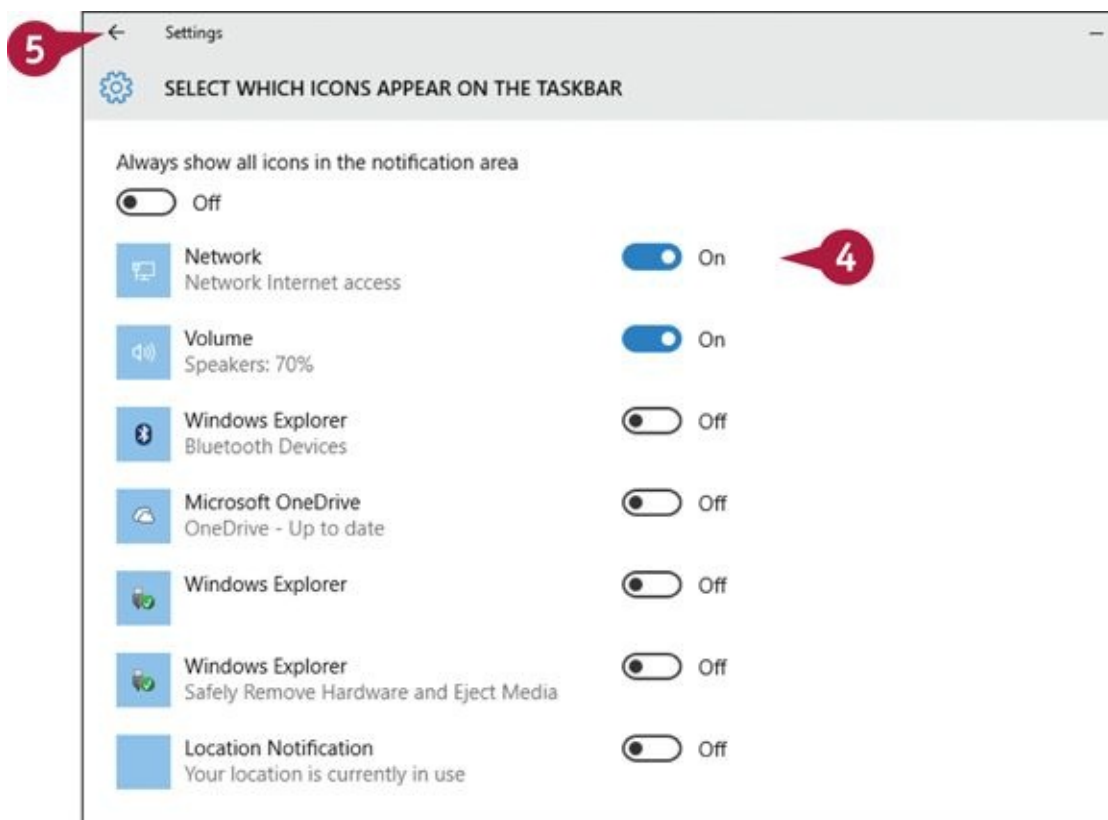 5
Settings
SELECT WHICH ICONS APPEAR ON THE TASKBAR
Always show all icons in the notification area
Off
Network
Network Internet access
On
4
Volume
Speakers: 70%
On
Windows Explorer
Bluetooth Devices
Off
Microsoft OneDrive
OneDrive - Up to date
Off
Windows Explorer
Off
Windows Explorer
Safely Remove Hardware and Eject Media
Off
Location Notification
Your location is currently in use
Off